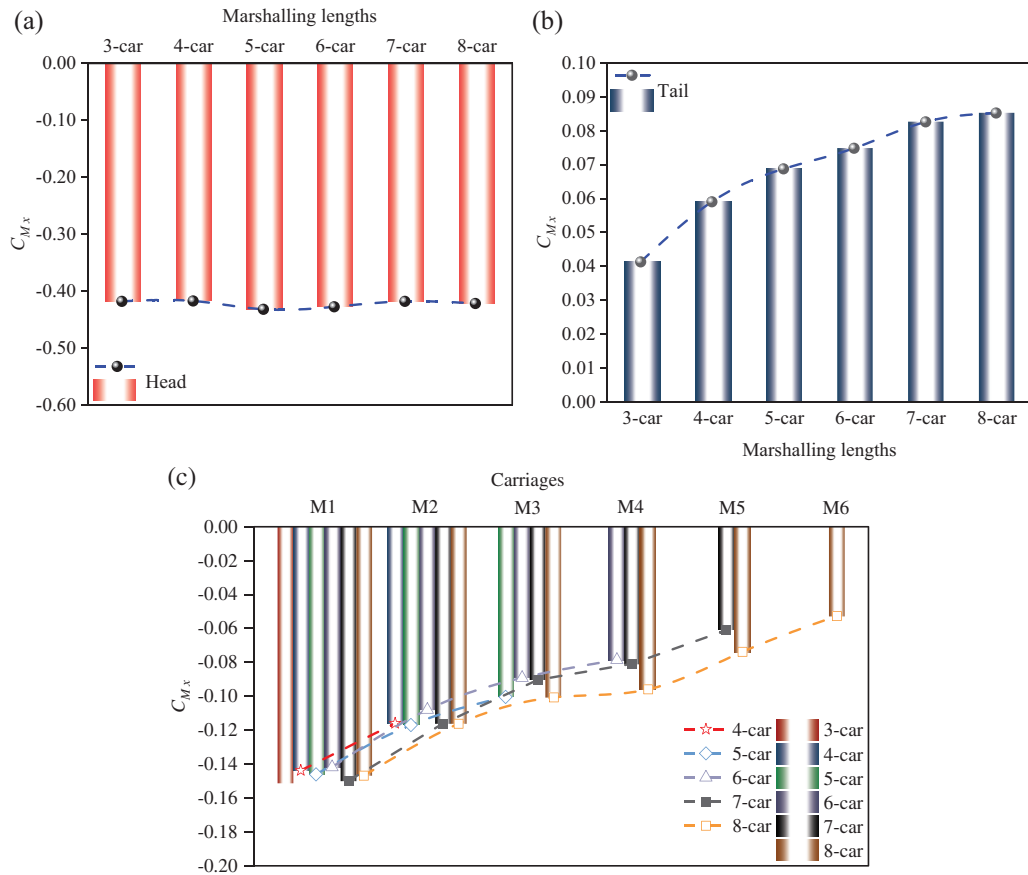 (a)
Marshalling lengths
3-car 4-car 5-car 6-car 7-car 8-car
0.00
-0.10
-0.20
-0.30
-0.40
-0.50
-0.60
C_{Mx}
Head
(b)
0.10
0.09
0.08
0.07
0.06
0.05
0.04
0.03
0.02
0.01
0.00
C_{Mx}
Tail
3-car 4-car 5-car 6-car 7-car 8-car
Marshalling lengths
(c)
Carriages
M1 M2 M3 M4 M5 M6
0.00
-0.02
-0.04
-0.06
-0.08
-0.10
-0.12
-0.14
-0.16
-0.18
-0.20
C_{Mx}
4-car 3-car
5-car 4-car
6-car 5-car
7-car 6-car
8-car 7-car
8-car